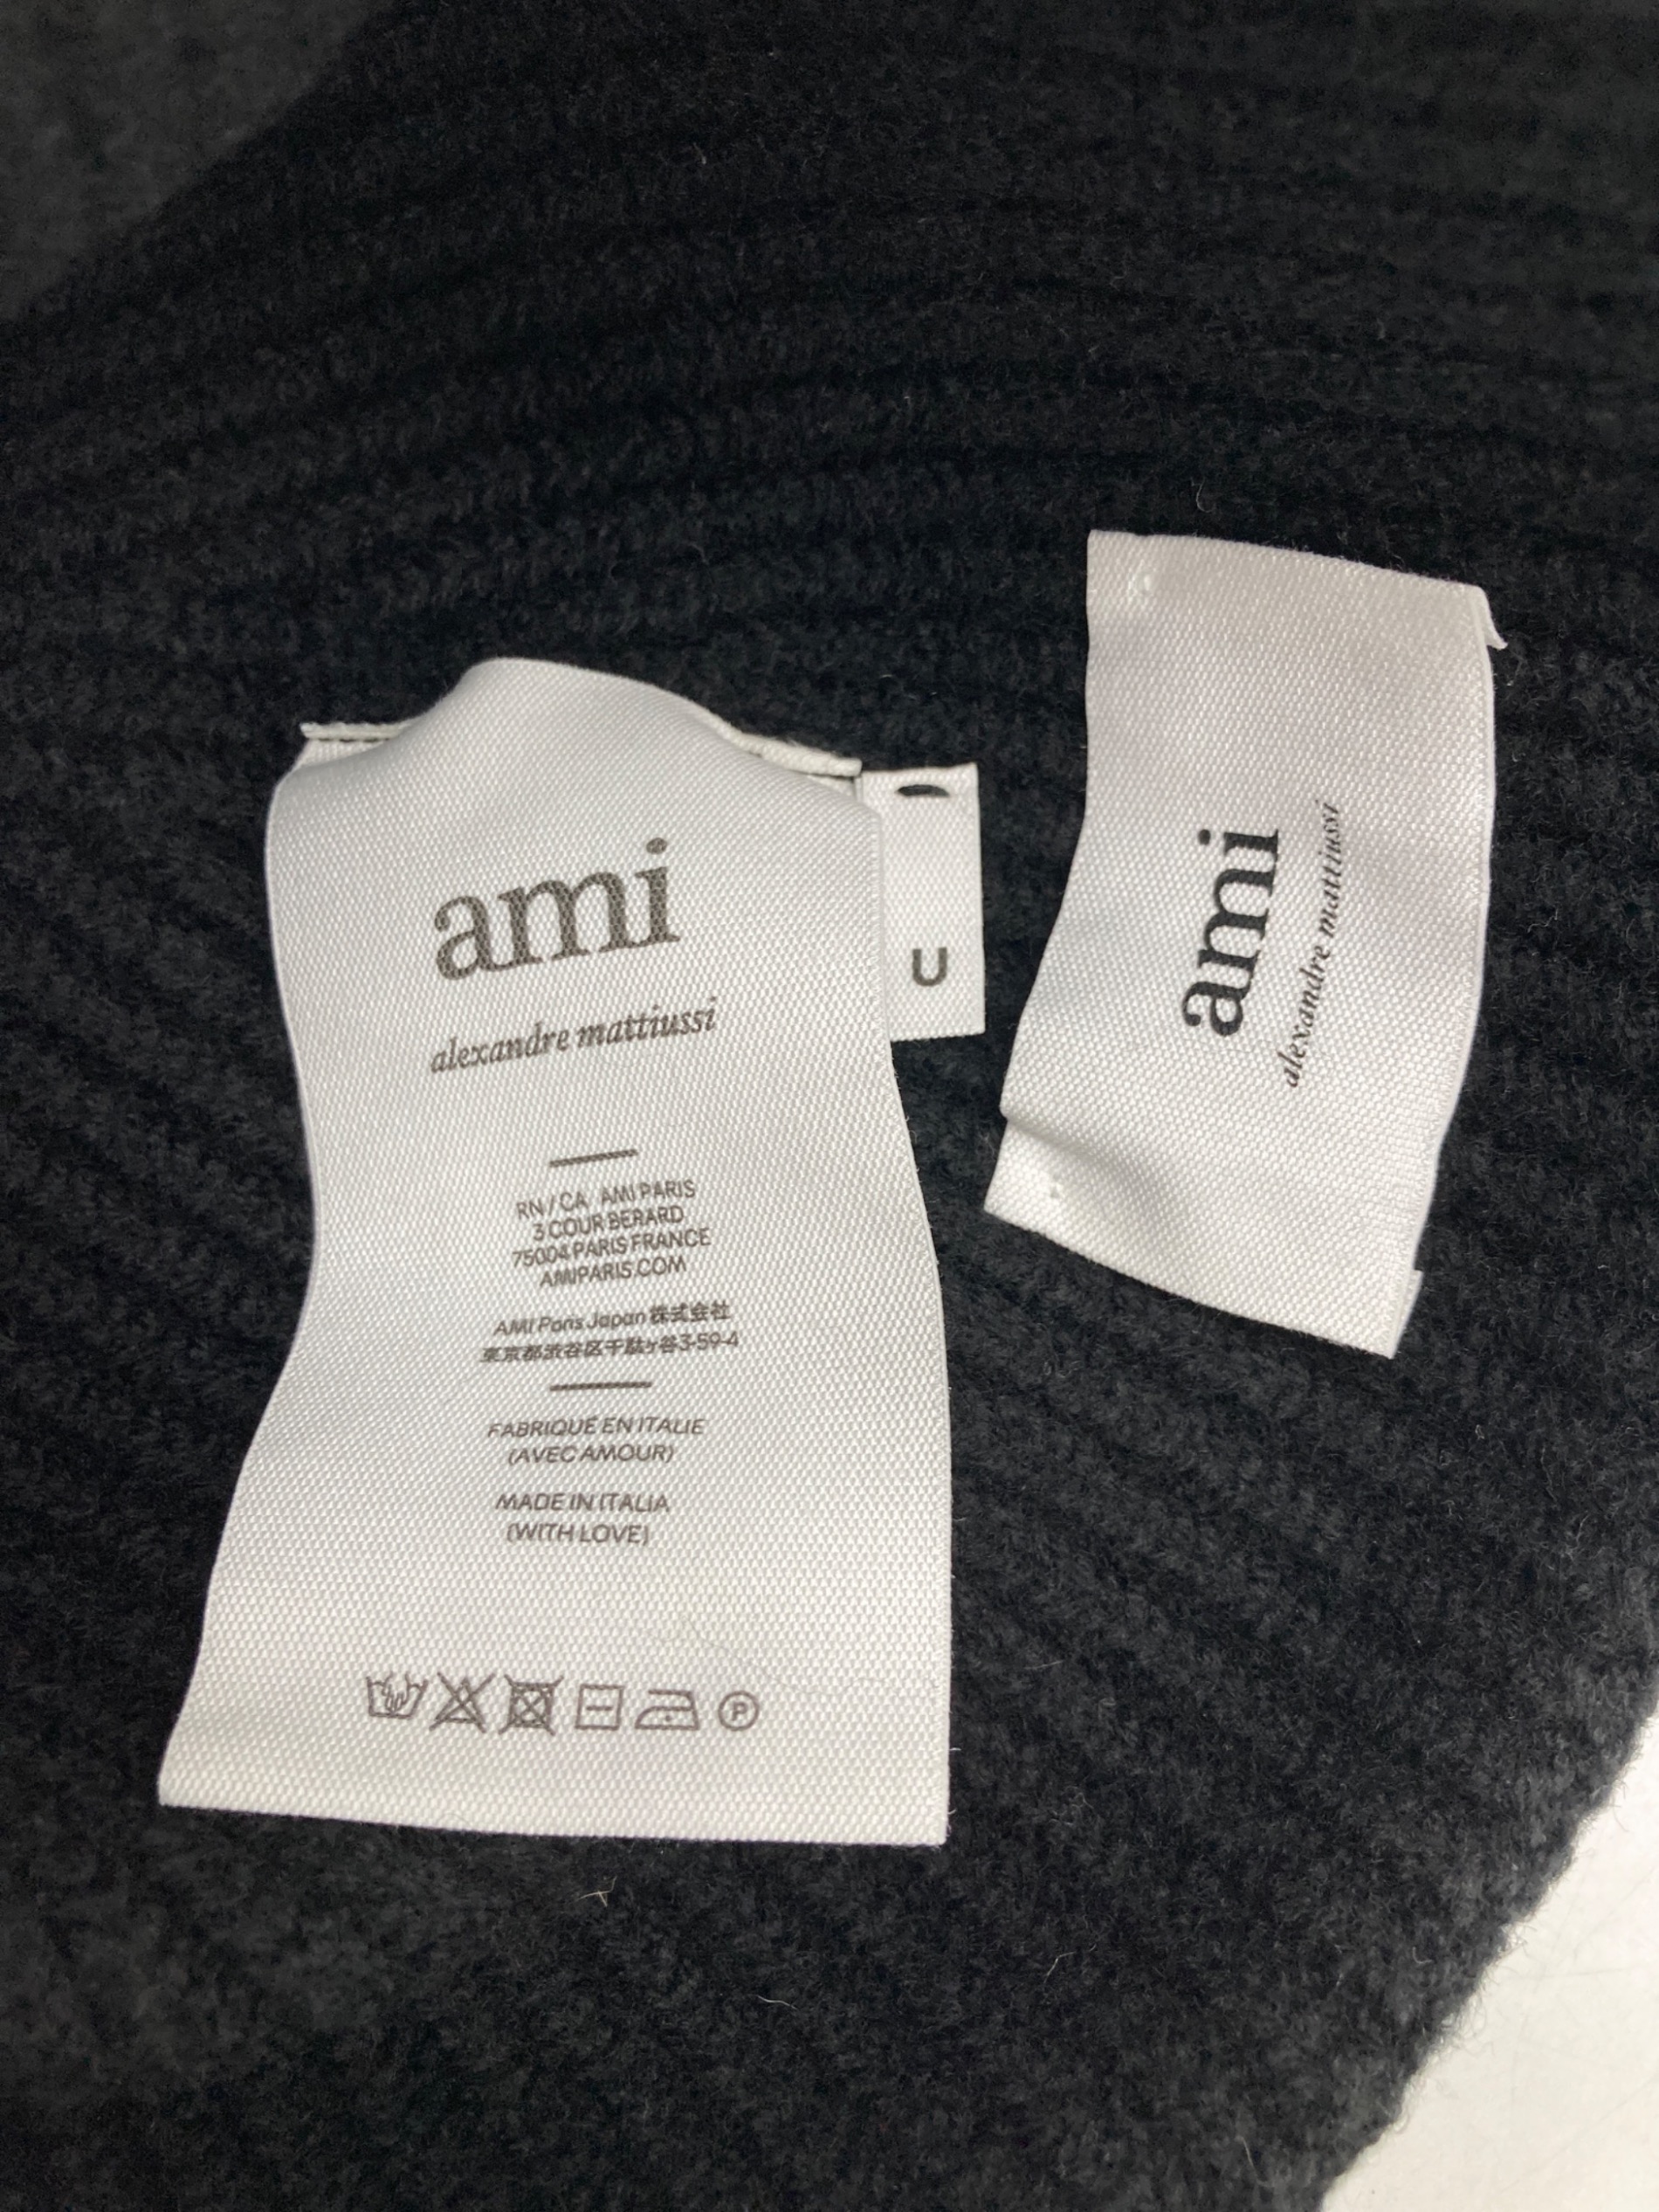 ami
alexandre mattiussi
RN / CA AMI PARIS
3 COUR BERARD
75004 PARIS FRANCE
AMIPARIS.COM
AMI Paris Japan 株式会社
東京都渋谷区千駄ヶ谷3-59-4
FABRIQUÉ EN ITALIE
(AVEC AMOUR)
MADE IN ITALIA
(WITH LOVE)
P
U
ami
alexandre mattiussi